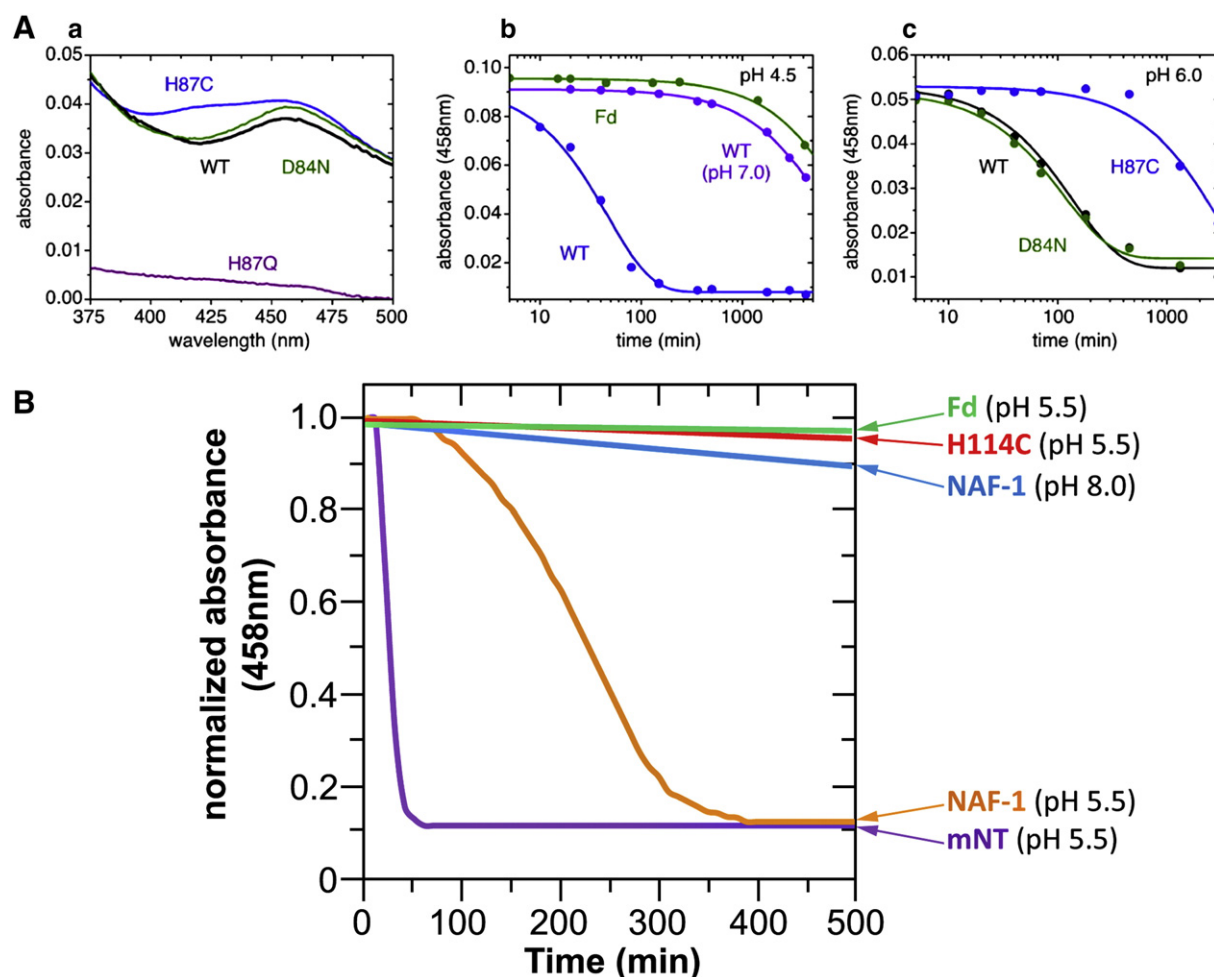 A
a
0.05
0.04
0.03
0.02
0.01
0.00
absorbance
H87C
WT
D84N
H87Q
375
400
425
450
475
500
wavelength (nm)
b
0.10
0.08
0.06
0.04
0.02
absorbance (458nm)
pH 4.5
Fd
WT
(pH 7.0)
WT
10
100
1000
time (min)
c
0.06
0.05
0.04
0.03
0.02
0.01
absorbance (458nm)
pH 6.0
WT
H87C
D84N
10
100
1000
time (min)
B
normalized absorbance
(458nm)
1.0
0.8
0.6
0.4
0.2
0
Fd (pH 5.5)
H114C (pH 5.5)
NAF-1 (pH 8.0)
NAF-1 (pH 5.5)
mNT (pH 5.5)
0
100
200
300
400
500
Time (min)